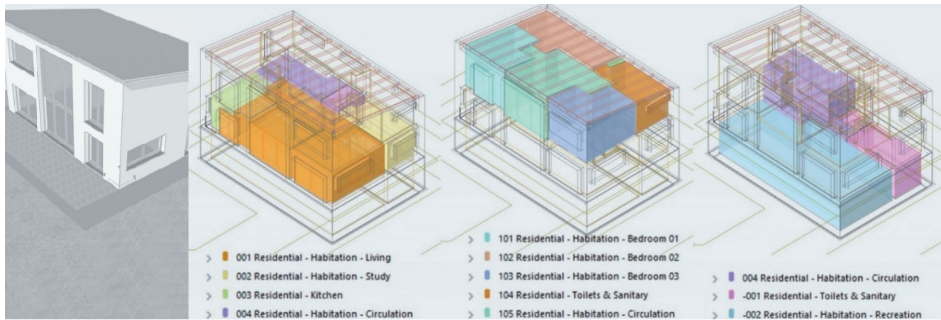 001 Residential - Habitation - Living
002 Residential - Habitation - Study
003 Residential - Kitchen
004 Residential - Habitation - Circulation
101 Residential - Habitation - Bedroom 01
102 Residential - Habitation - Bedroom 02
103 Residential - Habitation - Bedroom 03
104 Residential - Toilets & Sanitary
105 Residential - Habitation - Circulation
004 Residential - Habitation - Circulation
-001 Residential - Toilets & Sanitary
-002 Residential - Habitation - Recreation